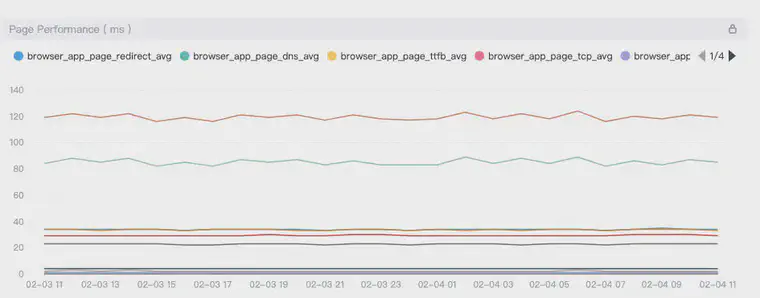 Page Performance ( ms )
browser_app_page_redirect_avg browser_app_page_dns_avg browser_app_page_ttfb_avg browser_app_page_tcp_avg browser_app 1/4
140
120
100
80
60
40
20
0
02-03 11 02-03 13 02-03 15 02-03 17 02-03 19 02-03 21 02-03 23 02-04 01 02-04 03 02-04 05 02-04 07 02-04 09 02-04 11